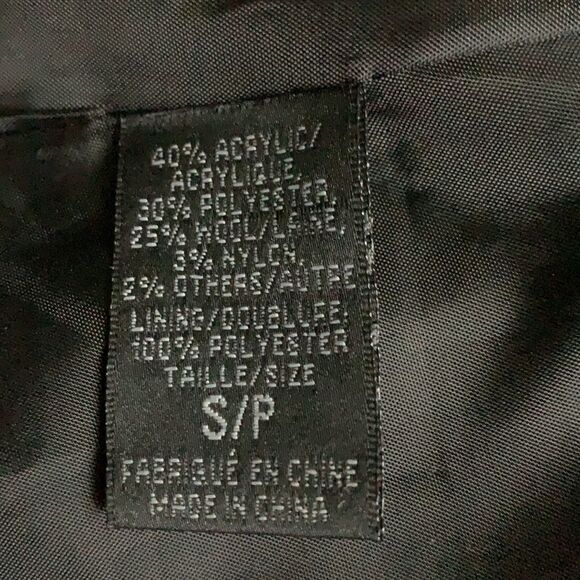 40% ACRYLIC/
ACRYLIQUE,
30% POLYESTER,
25% WOOL/LAINE,
3% NYLON,
2% OTHERS/AUTRE
LINING/DOUBLURE:
100% POLYESTER
TAILLE/SIZE
S/P
FABRIQUÉ EN CHINE
MADE IN CHINA